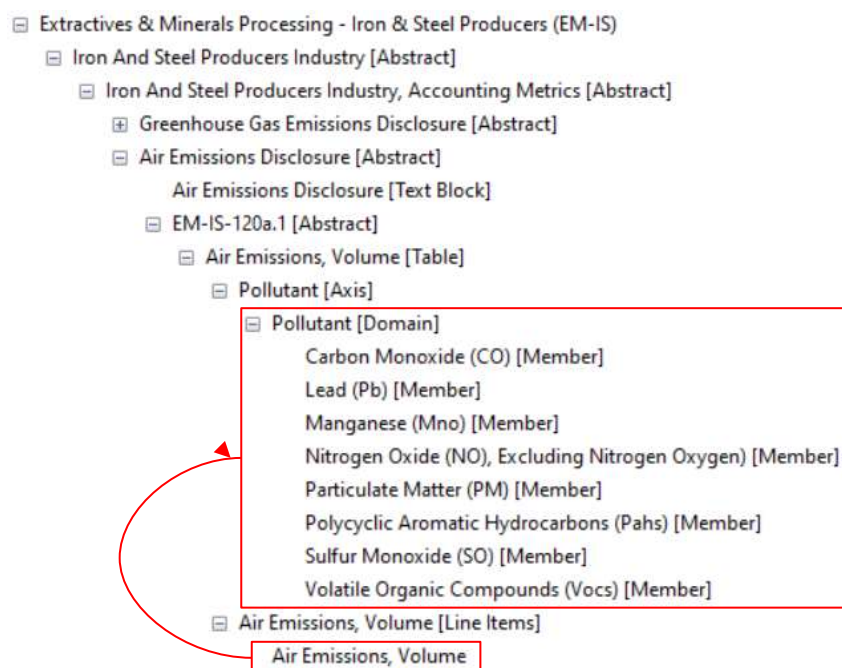 Extractives & Minerals Processing - Iron & Steel Producers (EM-IS)
Iron And Steel Producers Industry [Abstract]
Iron And Steel Producers Industry, Accounting Metrics [Abstract]
Greenhouse Gas Emissions Disclosure [Abstract]
Air Emissions Disclosure [Abstract]
Air Emissions Disclosure [Text Block]
EM-IS-120a.1 [Abstract]
Air Emissions, Volume [Table]
Pollutant [Axis]
Pollutant [Domain]
Carbon Monoxide (CO) [Member]
Lead (Pb) [Member]
Manganese (Mno) [Member]
Nitrogen Oxide (NO), Excluding Nitrogen Oxygen) [Member]
Particulate Matter (PM) [Member]
Polycyclic Aromatic Hydrocarbons (Pahs) [Member]
Sulfur Monoxide (SO) [Member]
Volatile Organic Compounds (Vocs) [Member]
Air Emissions, Volume [Line Items]
Air Emissions, Volume